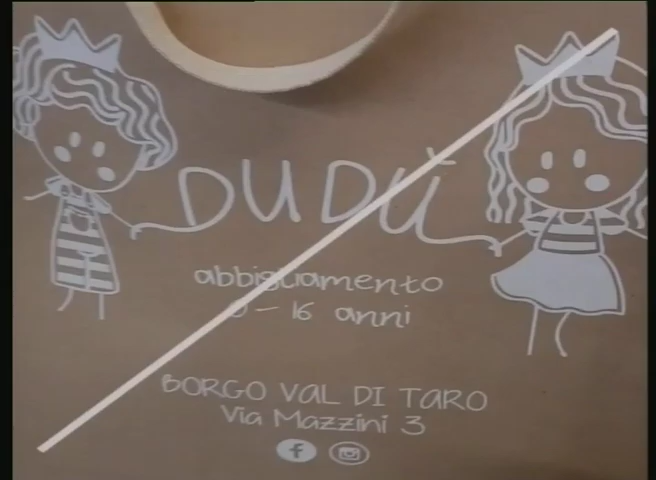 DUDÙ
abbigliamento
0 - 16 anni
BORGO VAL DI TARO
Via Mazzini 3